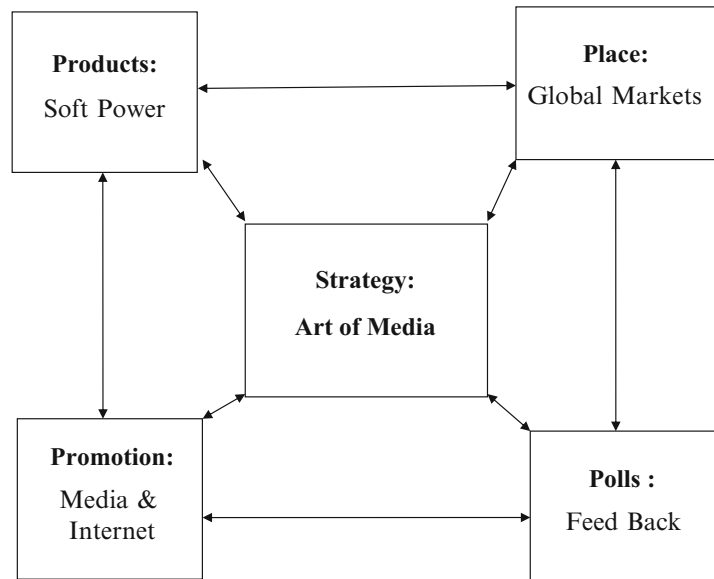 Products:
Soft Power
Place:
Global Markets
Strategy:
Art of Media
Promotion:
Media &
Internet
Polls :
Feed Back